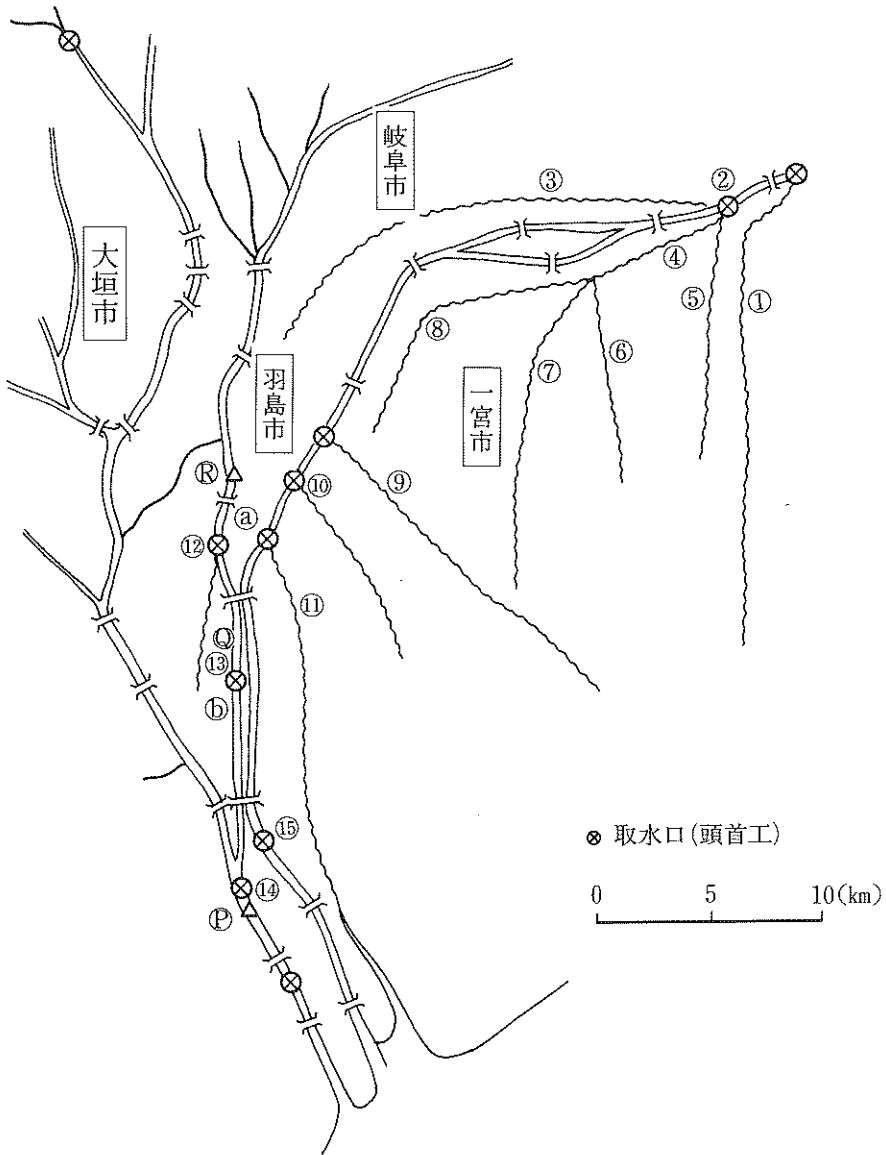 岐阜市
③
②
大垣市
④
⑤
①
⑧
羽島市
⑦
⑥
一宮市
Ⓡ
⑩
⑨
ⓐ
⑫
⑪
Q
⑬
ⓑ
⑮
⊗ 取水口(頭首工)
⑭
Ⓟ
0 5 10(km)